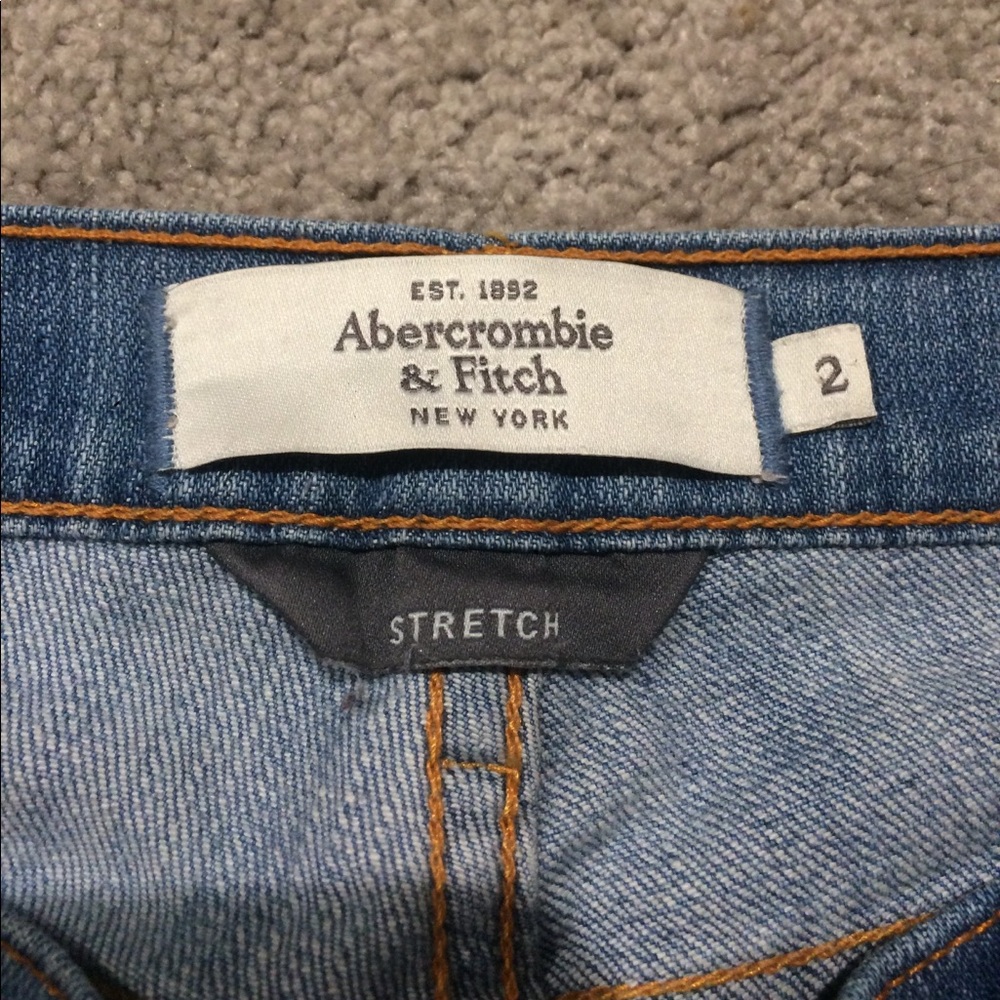 EST. 1892
Abercrombie
& Fitch
NEW YORK
2
STRETCH